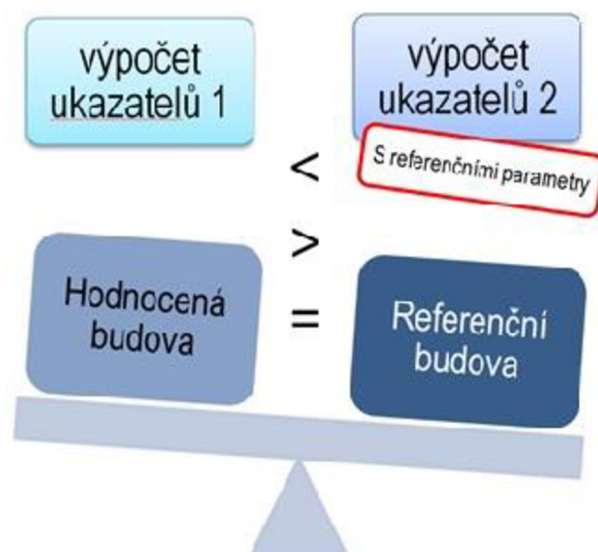 výpočet
ukazatelů 1
výpočet
ukazatelů 2
S referenčními parametry
<
>
=
Hodnocená
budova
Referenční
budova